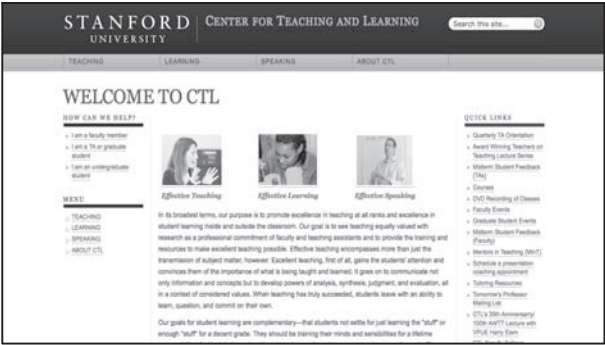 STANFORD
UNIVERSITY
CENTER FOR TEACHING AND LEARNING
Search this site...
TEACHING
LEARNING
SPEAKING
ABOUT CTL
WELCOME TO CTL
HOW CAN WE HELP?
I am a faculty member
I am a TA or graduate
student
I am an undergraduate
student
MENU
TEACHING
LEARNING
SPEAKING
ABOUT CTL
Effective Teaching
Effective Learning
Effective Speaking
In its broadest terms, our purpose is to promote excellence in teaching at all ranks and excellence in
student learning inside and outside the classroom. Our goal is to see teaching equally valued with
research as a professional commitment of faculty and teaching assistants and to provide the training and
resources to make excellent teaching possible. Effective teaching encompasses more than just the
transmission of subject matter, however. Excellent teaching, first of all, gains the students' attention and
convinces them of the importance of what is being taught and learned. It goes on to communicate not
only information and concepts but to develop powers of analysis, synthesis, judgment, and evaluation, all
in a context of considered values. When teaching has truly succeeded, students leave with an ability to
learn, question, and commit on their own.
Our goals for student learning are complementary—that students not settle for just learning the "stuff" or
enough "stuff" for a decent grade. They should be training their minds and sensibilities for a lifetime
QUICK LINKS
Quarterly TA Orientation
Award Winning Teachers on
Teaching Lecture Series
Midterm Student Feedback
(TAs)
Courses
DVD Recording of Classes
Faculty Events
Graduate Student Events
Midterm Student Feedback
(Faculty)
Mentors in Teaching (MinT)
Schedule a presentation
coaching appointment
Tutoring Resources
Tomorrow's Professor
Mailing List
CTL's 35th Anniversary/
100th AWTT Lecture with
VPUE Harry Elam